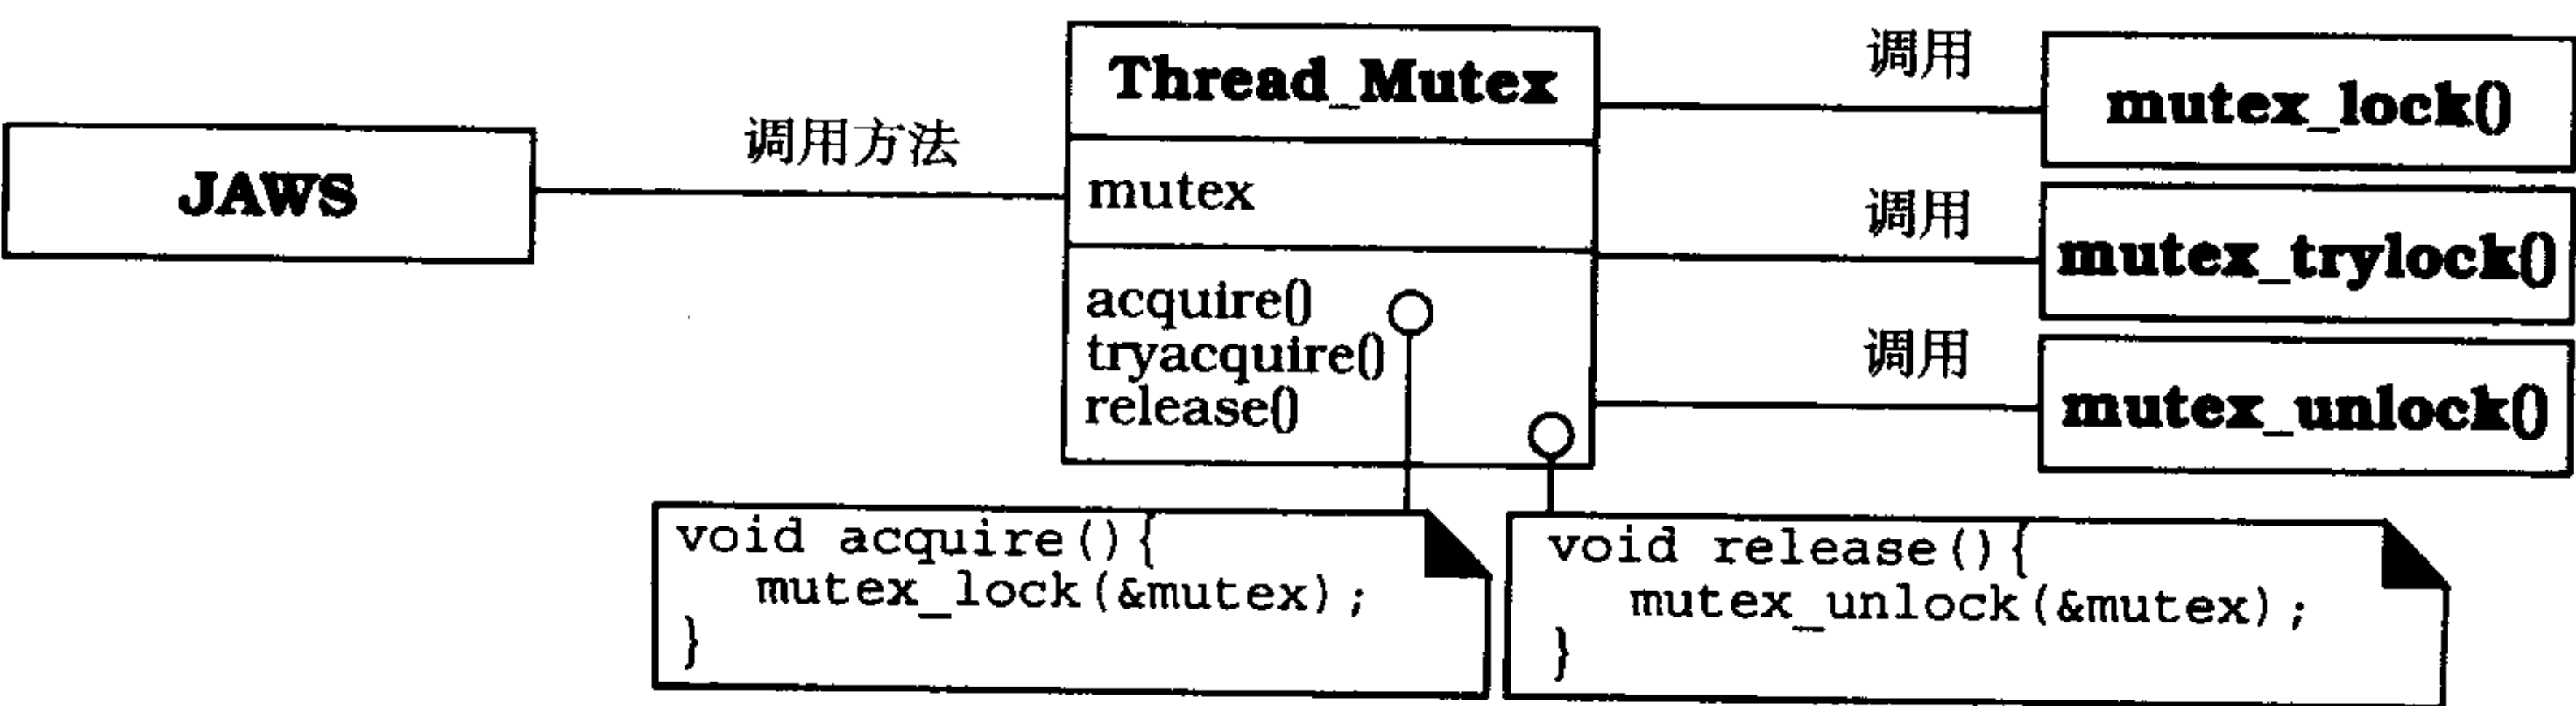 JAWS
调用方法
Thread_Mutex
mutex
acquire()
tryacquire()
release()
调用
mutex_lock()
调用
mutex_trylock()
调用
mutex_unlock()
void acquire(){
mutex_lock(&mutex);
}
void release(){
mutex_unlock(&mutex);
}